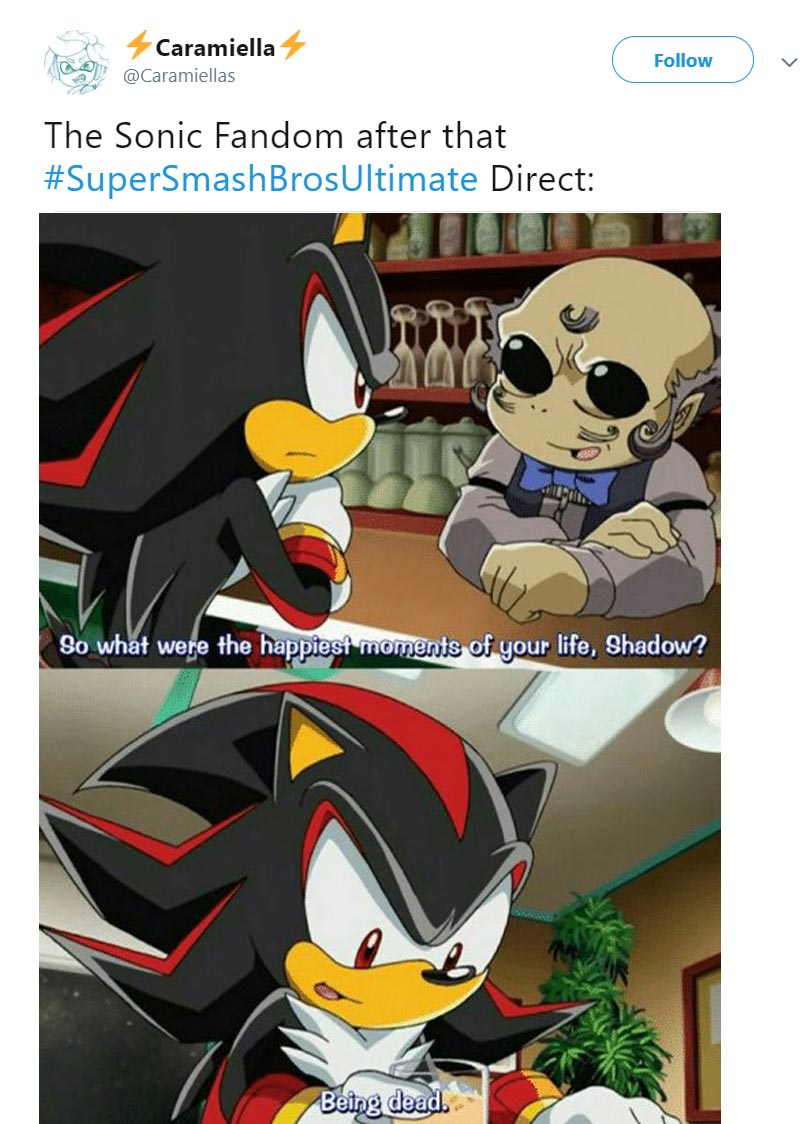 ⚡Caramiella⚡
@Caramiellas
Follow
The Sonic Fandom after that
#SuperSmashBrosUltimate Direct:
So what were the happiest moments of your life, Shadow?
Being dead.